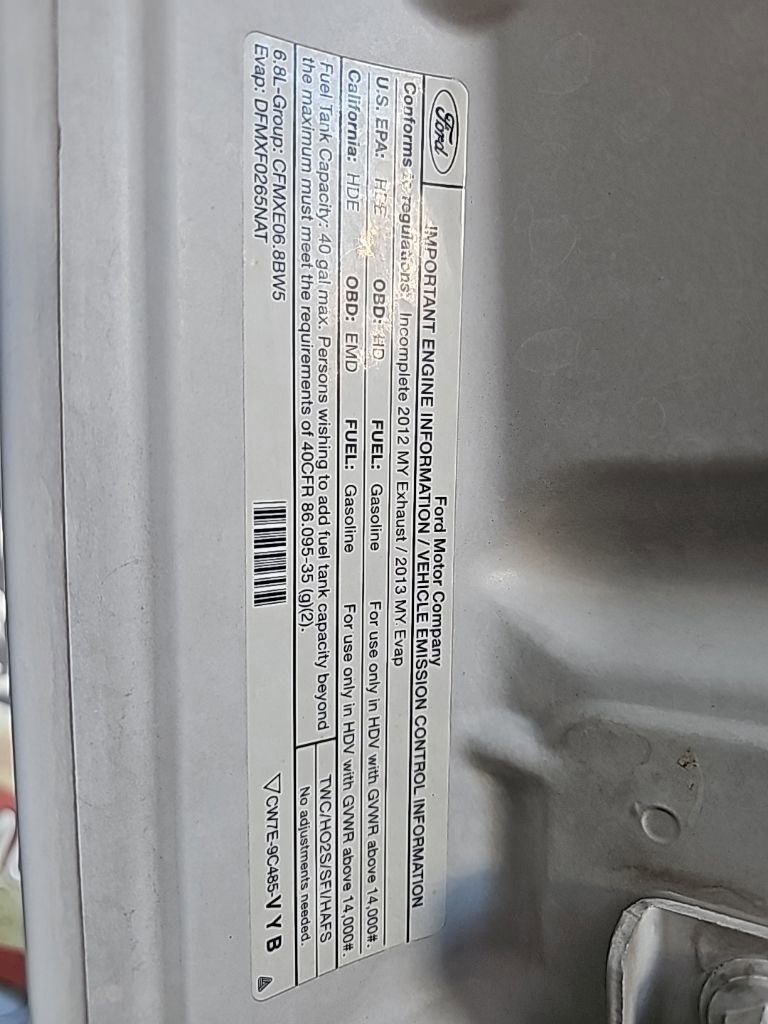 Ford
Ford Motor Company
IMPORTANT ENGINE INFORMATION / VEHICLE EMISSION CONTROL INFORMATION
Conforms to regulations: Incomplete 2012 MY Exhaust / 2013 MY Evap
U.S. EPA: HDE OBD: HD FUEL: Gasoline For use only in HDV with GVWR above 14,000#.
California: HDE OBD: EMD FUEL: Gasoline For use only in HDV with GVWR above 14,000#.
Fuel Tank Capacity: 40 gal max. Persons wishing to add fuel tank capacity beyond
the maximum must meet the requirements of 40CFR 86.095-35 (g)(2).
TWC/HO2S/SFI/HAFS
No adjustments needed.
6.8L-Group: CFMXE06.8BW5
Evap: DFMXF0265NAT
CW7E-9C485-V Y B